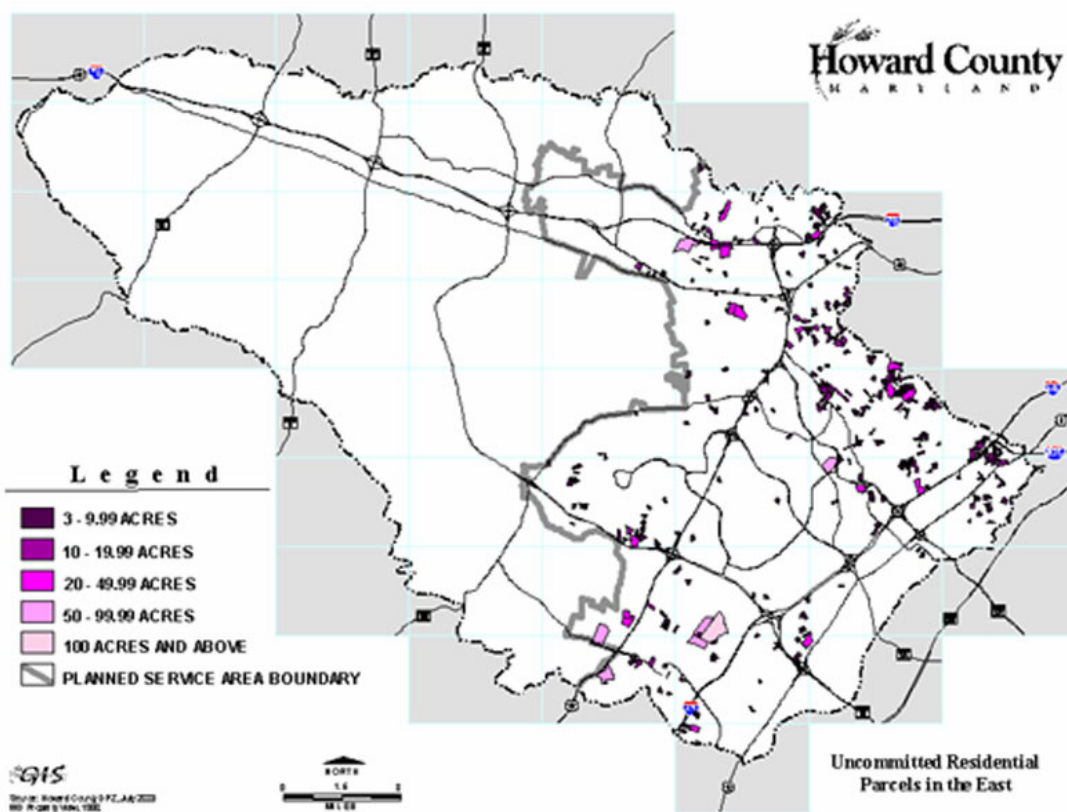 Howard County
MARYLAND
Legend
3 - 9.99 ACRES
10 - 19.99 ACRES
20 - 49.99 ACRES
50 - 99.99 ACRES
100 ACRES AND ABOVE
PLANNED SERVICE AREA BOUNDARY
GIS
NORTH
MILES
Uncommitted Residential
Parcels in the East